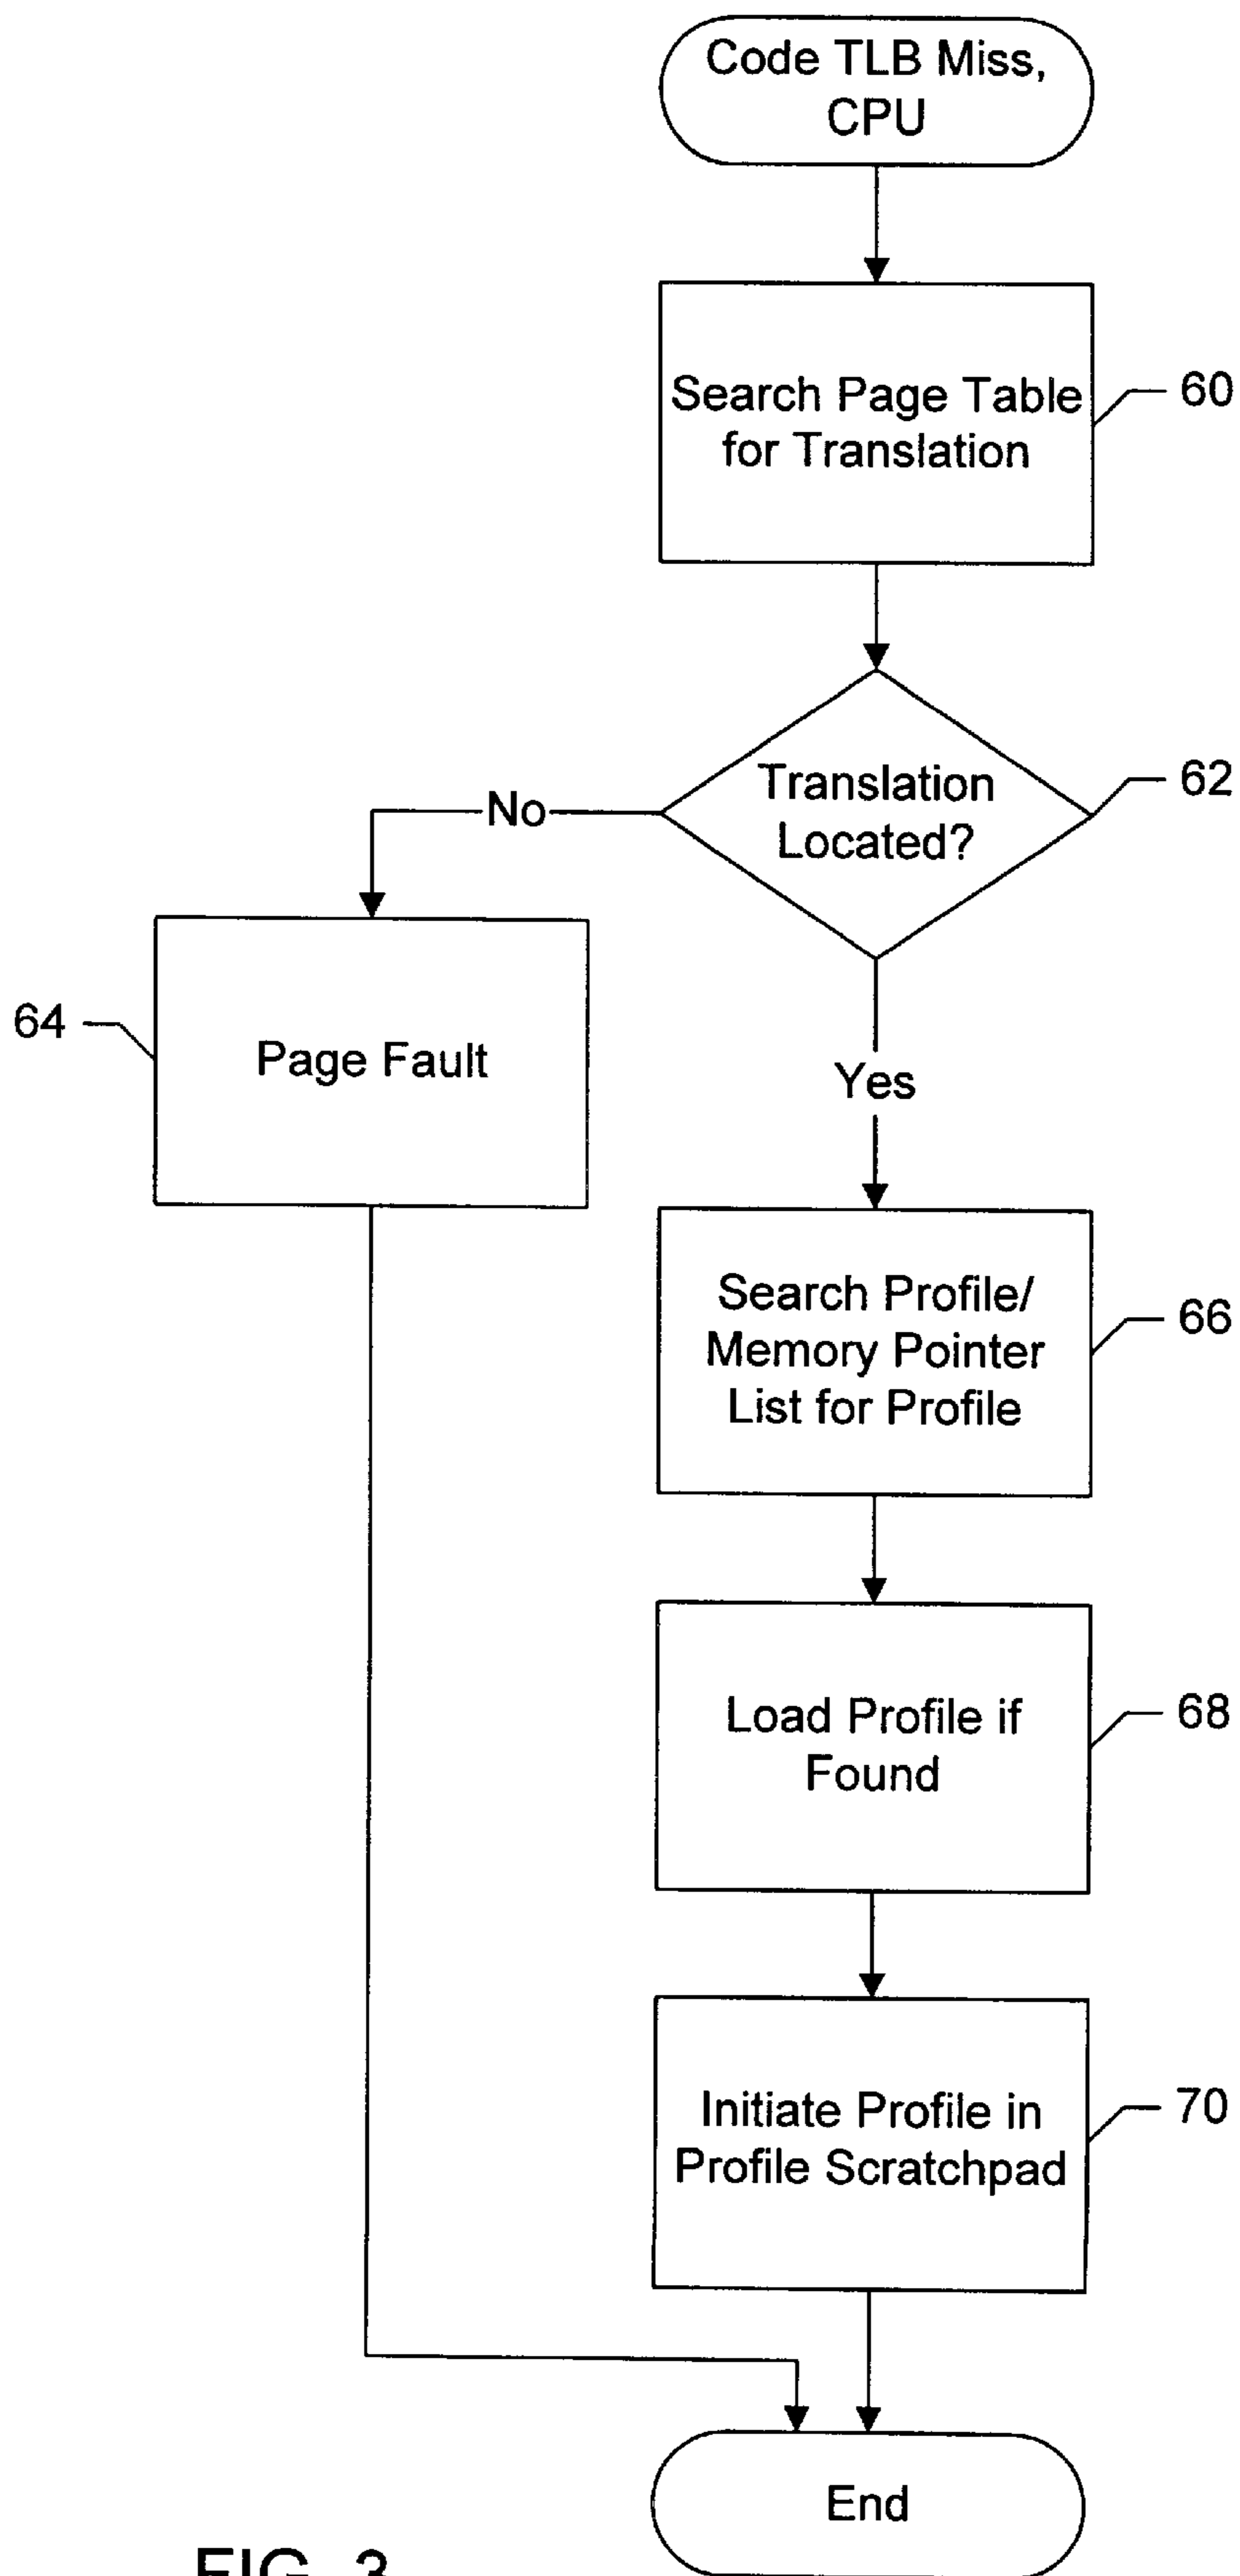 Code TLB Miss,
CPU
Search Page Table
for Translation
60
Translation
Located?
62
No
Page Fault
64
Yes
Search Profile/
Memory Pointer
List for Profile
66
Load Profile if
Found
68
Initiate Profile in
Profile Scratchpad
70
End
FIG. 3